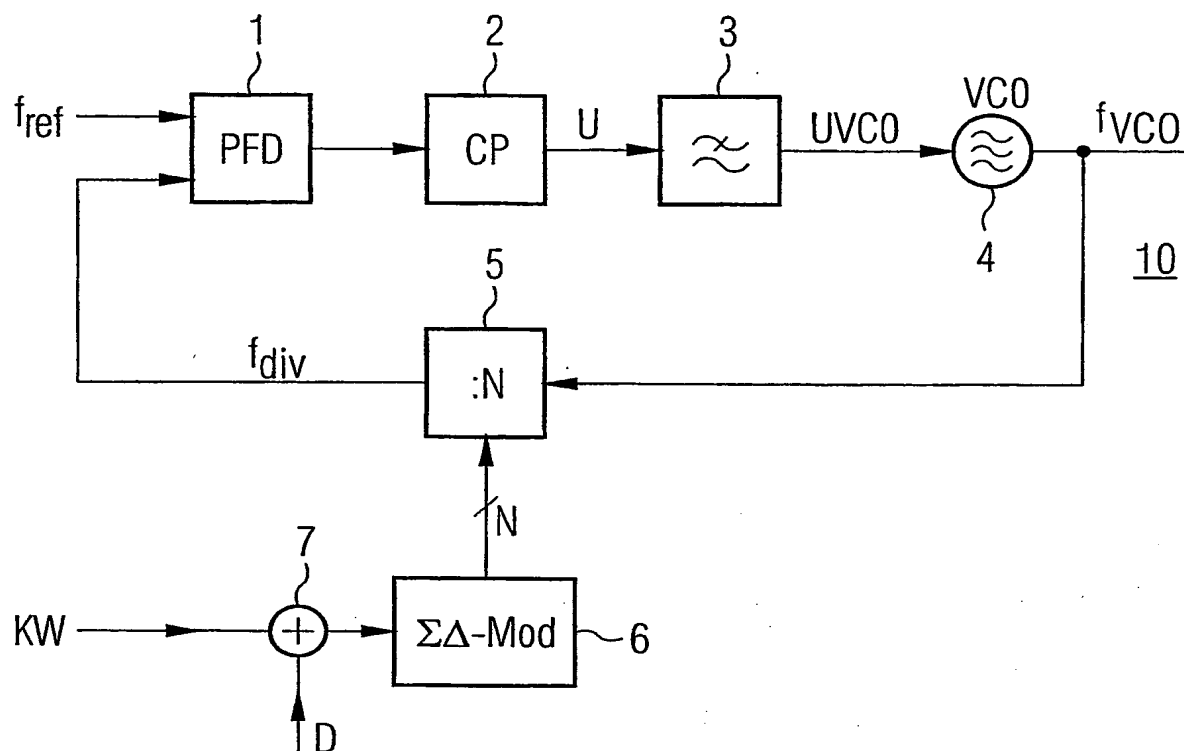 1 2 3
f_ref PFD CP U UVCO VCO f_VCO
4
10
5
f_div :N
N
7
KW + ΣΔ-Mod 6
D